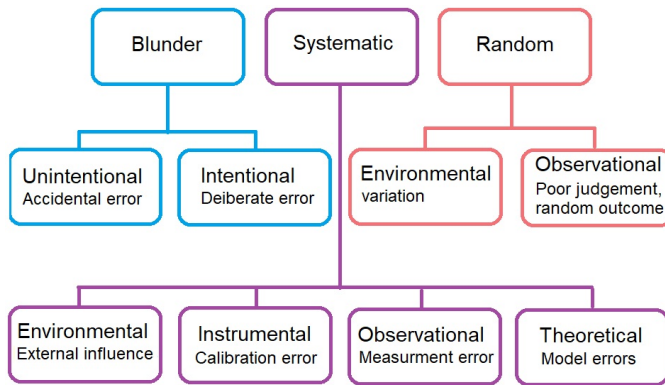 Blunder
Systematic
Random
Unintentional
Accidental error
Intentional
Deiberate error
Environmental
variation
Observational
Poor judgement,
random outcome
Environmental
External influence
Instrumental
Calibration error
Observational
Measurment error
Theoretical
Model errors